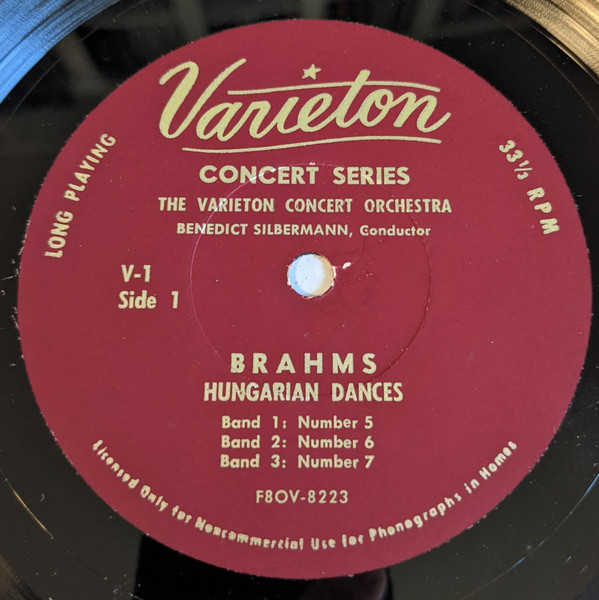 Varieton
CONCERT SERIES
THE VARIETON CONCERT ORCHESTRA
BENEDICT SILBERMANN, Conductor
LONG PLAYING
33⅓ RPM
V-1
Side 1
BRAHMS
HUNGARIAN DANCES
Band 1: Number 5
Band 2: Number 6
Band 3: Number 7
F8OV-8223
Licensed Only for Noncommercial Use for Phonographs in Homes